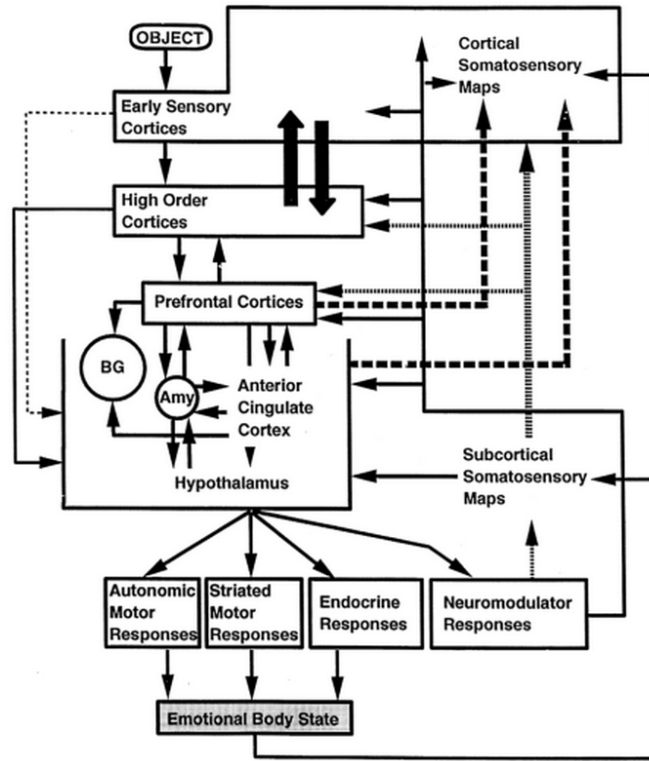 OBJECT
Cortical
Somatosensory
Maps
Early Sensory
Cortices
High Order
Cortices
Prefrontal Cortices
BG
Amy
Anterior
Cingulate
Cortex
Hypothalamus
Subcortical
Somatosensory
Maps
Autonomic
Motor
Responses
Striated
Motor
Responses
Endocrine
Responses
Neuromodulator
Responses
Emotional Body State